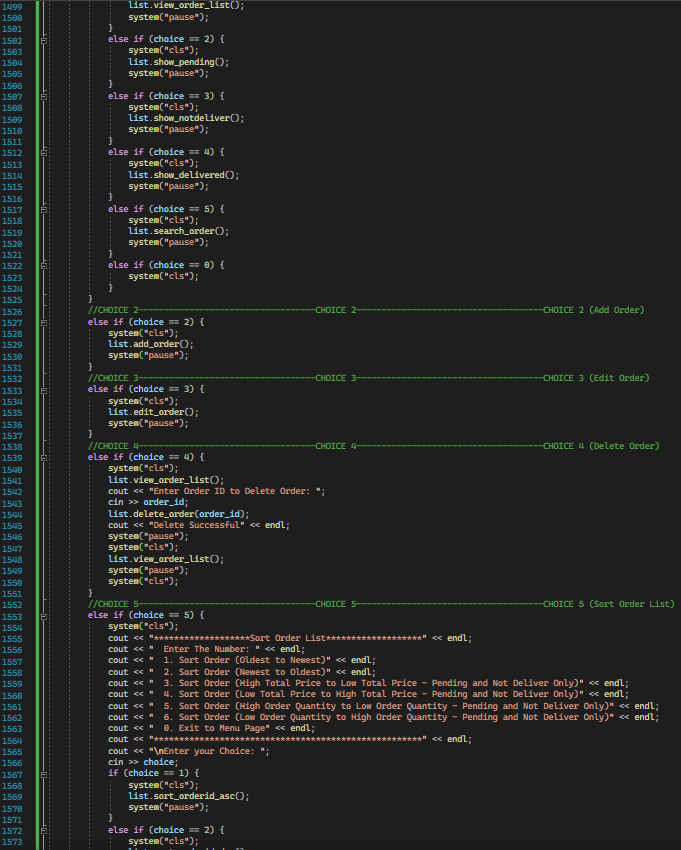 1499 list.view_order_list();
1500 system("pause");
1501 }
1502 else if (choice == 2) {
1503 system("cls");
1504 list.show_pending();
1505 system("pause");
1506 }
1507 else if (choice == 3) {
1508 system("cls");
1509 list.show_notdeliver();
1510 system("pause");
1511 }
1512 else if (choice == 4) {
1513 system("cls");
1514 list.show_delivered();
1515 system("pause");
1516 }
1517 else if (choice == 5) {
1518 system("cls");
1519 list.search_order();
1520 system("pause");
1521 }
1522 else if (choice == 0) {
1523 system("cls");
1524 }
1525 }
1526 //CHOICE 2-----------------------------------CHOICE 2-------------------------------------CHOICE 2 (Add Order)
1527 else if (choice == 2) {
1528 system("cls");
1529 list.add_order();
1530 system("pause");
1531 }
1532 //CHOICE 3-----------------------------------CHOICE 3-------------------------------------CHOICE 3 (Edit Order)
1533 else if (choice == 3) {
1534 system("cls");
1535 list.edit_order();
1536 system("pause");
1537 }
1538 //CHOICE 4-----------------------------------CHOICE 4-------------------------------------CHOICE 4 (Delete Order)
1539 else if (choice == 4) {
1540 system("cls");
1541 list.view_order_list();
1542 cout << "Enter Order ID to Delete Order: ";
1543 cin >> order_id;
1544 list.delete_order(order_id);
1545 cout << "Delete Successful" << endl;
1546 system("pause");
1547 system("cls");
1548 list.view_order_list();
1549 system("pause");
1550 system("cls");
1551 }
1552 //CHOICE 5-----------------------------------CHOICE 5-------------------------------------CHOICE 5 (Sort Order List)
1553 else if (choice == 5) {
1554 system("cls");
1555 cout << "*******************Sort Order List*******************" << endl;
1556 cout << "  Enter The Number: " << endl;
1557 cout << "  1. Sort Order (Oldest to Newest)" << endl;
1558 cout << "  2. Sort Order (Newest to Oldest)" << endl;
1559 cout << "  3. Sort Order (High Total Price to Low Total Price - Pending and Not Deliver Only)" << endl;
1560 cout << "  4. Sort Order (Low Total Price to High Total Price - Pending and Not Deliver Only)" << endl;
1561 cout << "  5. Sort Order (High Order Quantity to Low Order Quantity - Pending and Not Deliver Only)" << endl;
1562 cout << "  6. Sort Order (Low Order Quantity to High Order Quantity - Pending and Not Deliver Only)" << endl;
1563 cout << "  0. Exit to Menu Page" << endl;
1564 cout << "*****************************************************" << endl;
1565 cout << "\nEnter your Choice: ";
1566 cin >> choice;
1567 if (choice == 1) {
1568 system("cls");
1569 list.sort_orderid_asc();
1570 system("pause");
1571 }
1572 else if (choice == 2) {
1573 system("cls");